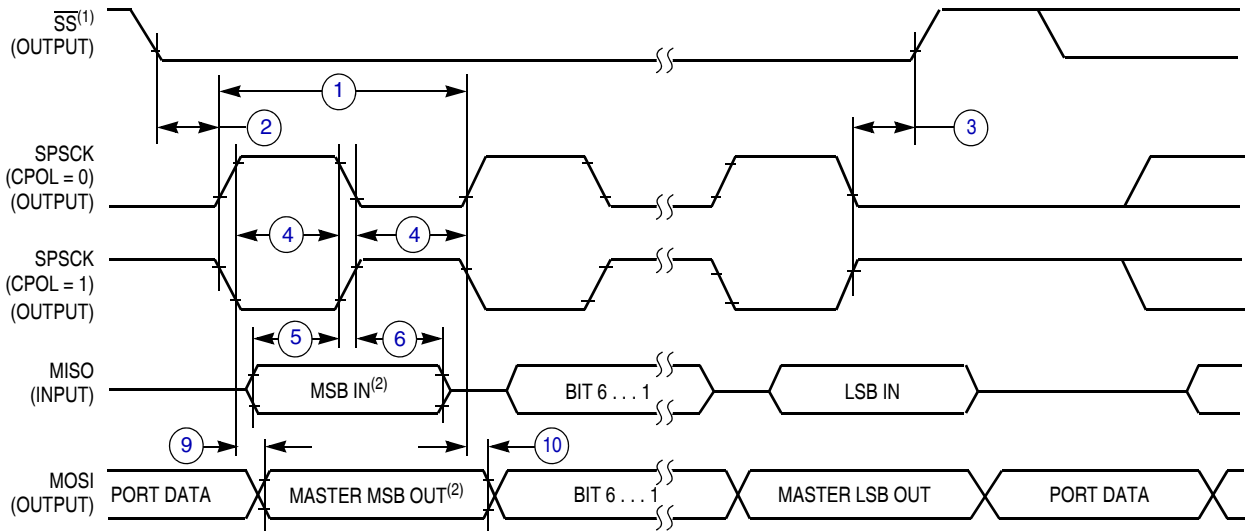 SS(1)
(OUTPUT)
1
2
3
SPSCK
(CPOL = 0)
(OUTPUT)
4
4
SPSCK
(CPOL = 1)
(OUTPUT)
5
6
MISO
(INPUT)
MSB IN(2)
BIT 6 . . . 1
LSB IN
9
10
MOSI
(OUTPUT)
PORT DATA
MASTER MSB OUT(2)
BIT 6 . . . 1
MASTER LSB OUT
PORT DATA